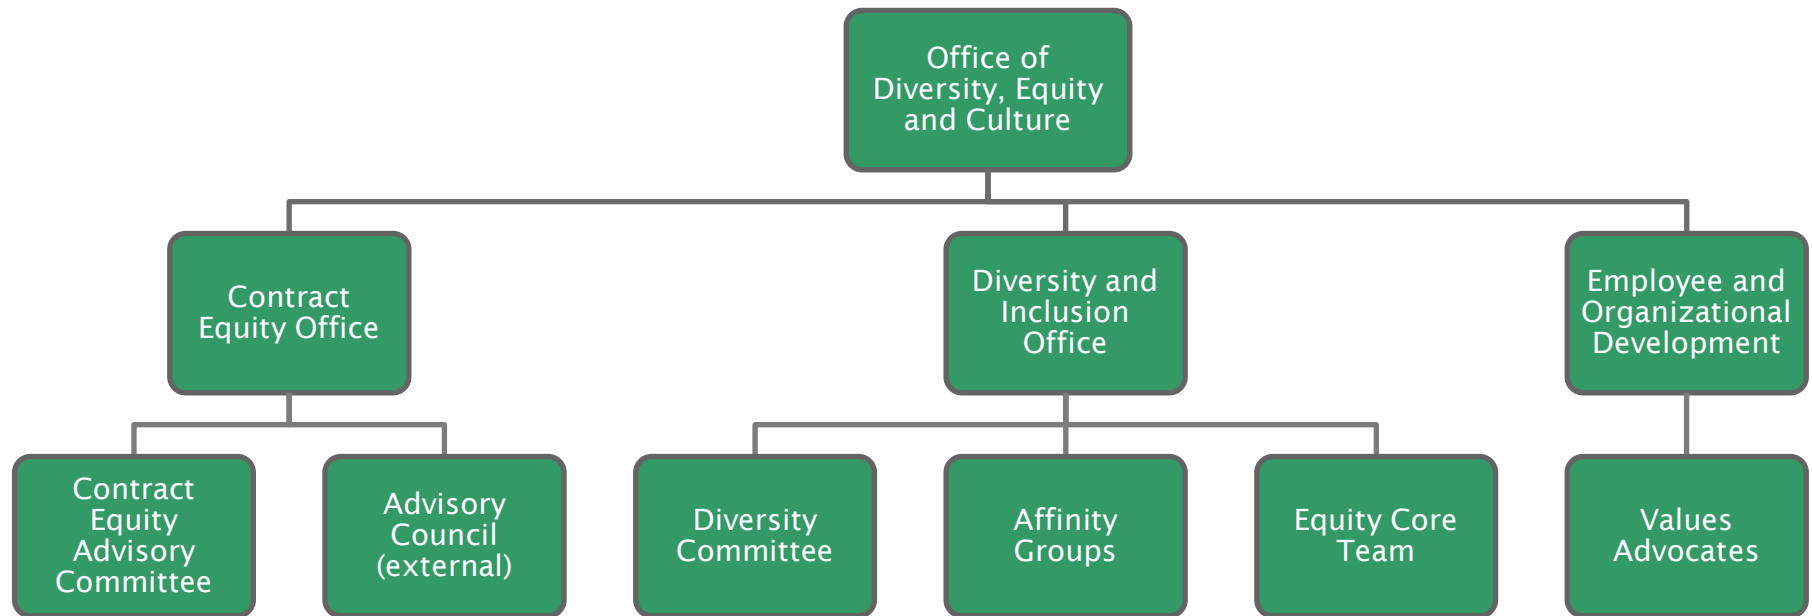 Office of
Diversity, Equity
and Culture
Contract
Equity Office
Diversity and
Inclusion
Office
Employee and
Organizational
Development
Contract
Equity
Advisory
Committee
Advisory
Council
(external)
Diversity
Committee
Affinity
Groups
Equity Core
Team
Values
Advocates